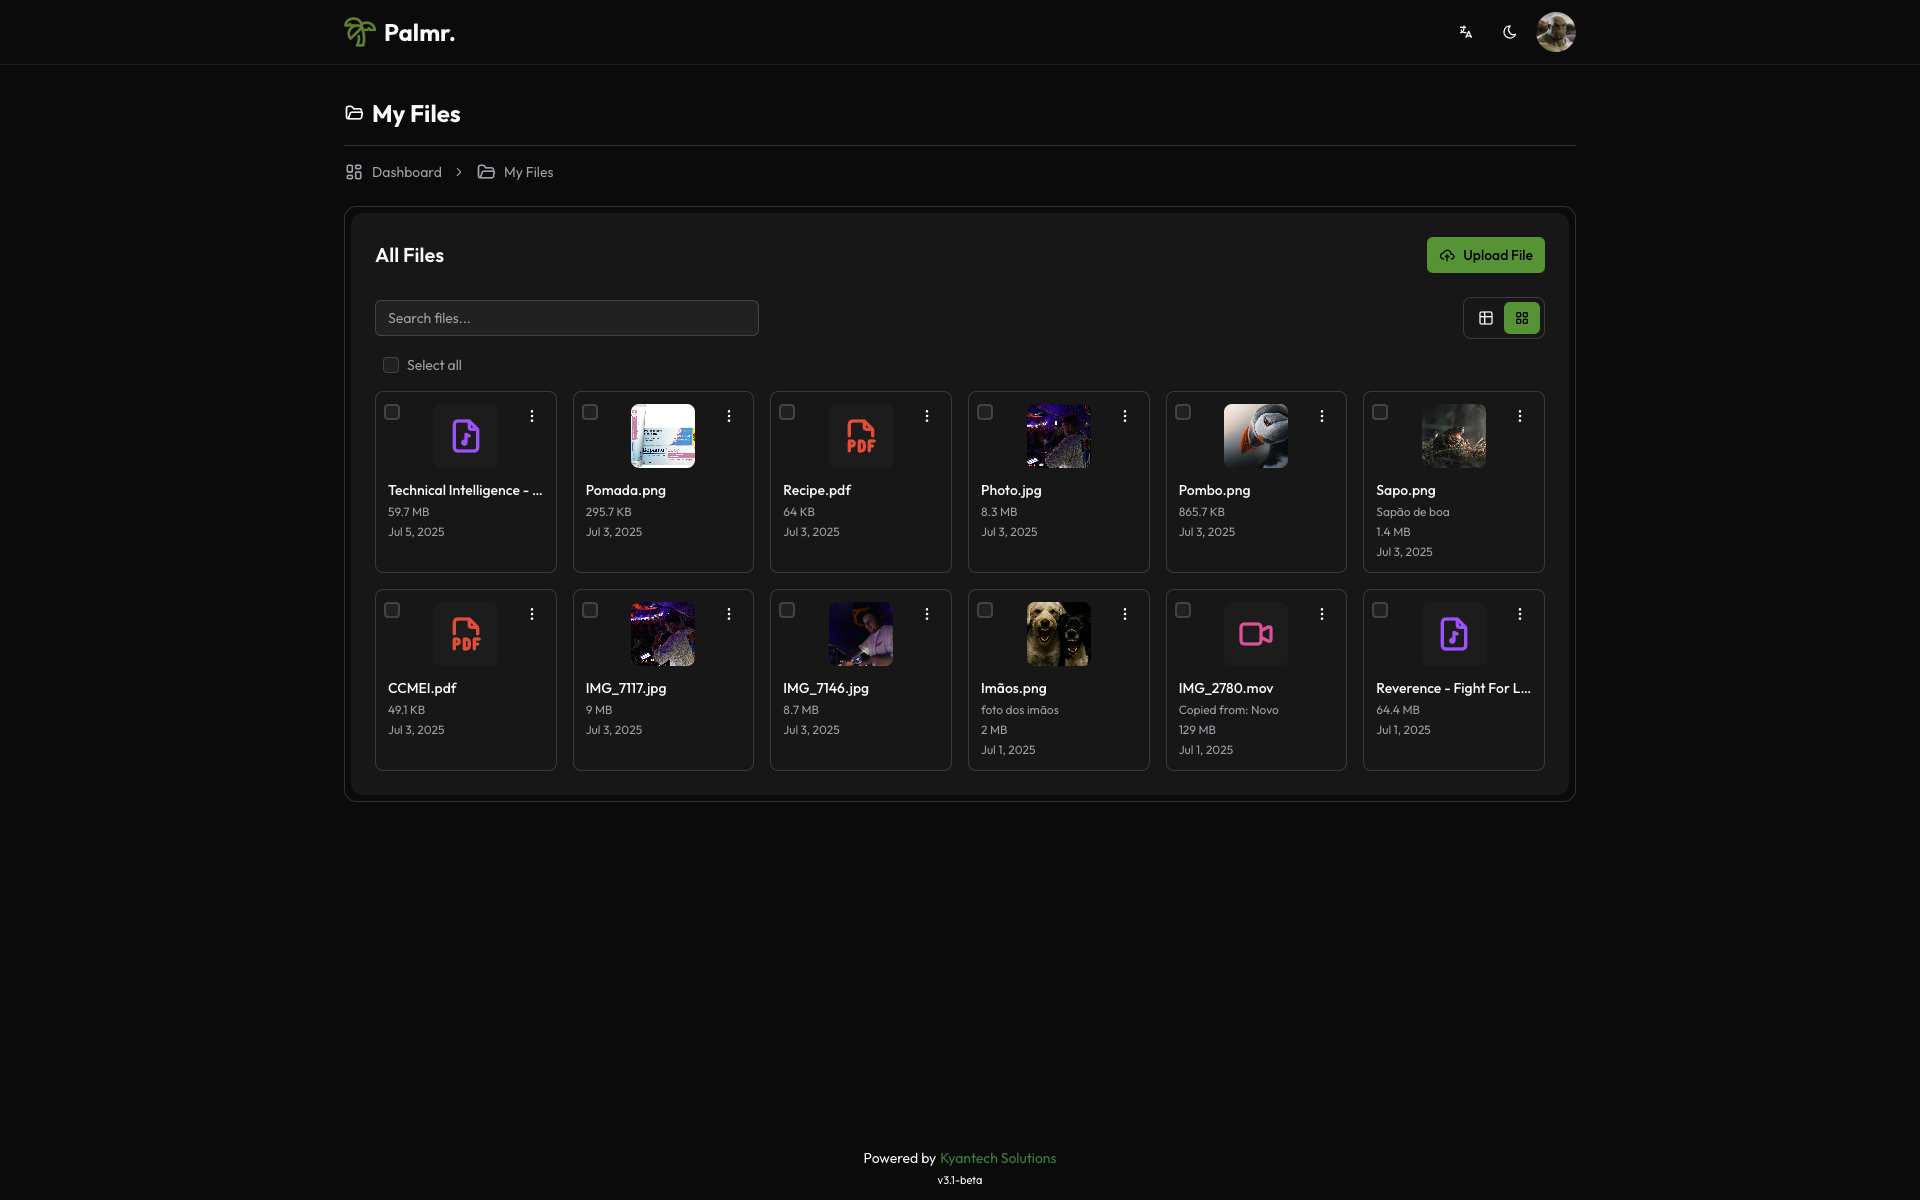 Palmr.
My Files
Dashboard > My Files
All Files
Upload File
Search files...
Select all
Technical Intelligence - ...
59.7 MB
Jul 5, 2025
Pomada.png
295.7 KB
Jul 3, 2025
PDF
Recipe.pdf
64 KB
Jul 3, 2025
Photo.jpg
8.3 MB
Jul 3, 2025
Pombo.png
865.7 KB
Jul 3, 2025
Sapo.png
Sapão de boa
1.4 MB
Jul 3, 2025
PDF
CCMEI.pdf
49.1 KB
Jul 3, 2025
IMG_7117.jpg
9 MB
Jul 3, 2025
IMG_7146.jpg
8.7 MB
Jul 3, 2025
Imãos.png
foto dos imãos
2 MB
Jul 1, 2025
IMG_2780.mov
Copied from: Novo
129 MB
Jul 1, 2025
Reverence - Fight For L...
64.4 MB
Jul 1, 2025
Powered by Kyantech Solutions
v3.1-beta